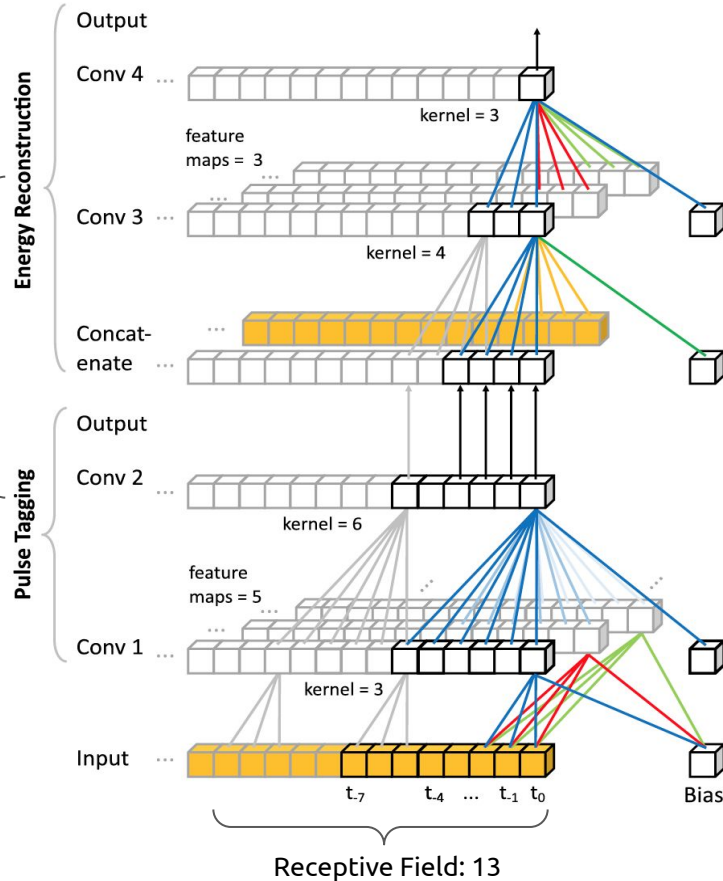 Output
Conv 4 ...
kernel = 3
feature
maps = 3
...
...
Conv 3 ...
kernel = 4
Energy Reconstruction
...
Concat-
enate ...
Output
Conv 2 ...
kernel = 6
Pulse Tagging
feature
maps = 5
...
...
...
...
Conv 1 ...
kernel = 3
Input ...
t-7 t-4 ... t-1 t0 Bias
Receptive Field: 13